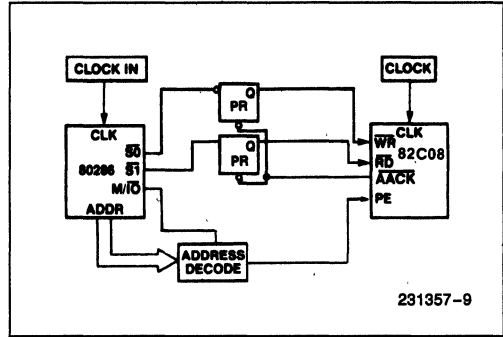 CLOCK IN
CLOCK
Q
PR
CLK
S0
80286
S1
M/IO
ADDR
Q
PR
CLK
WR
82C08
RD
AACK
PE
ADDRESS
DECODE
231357-9